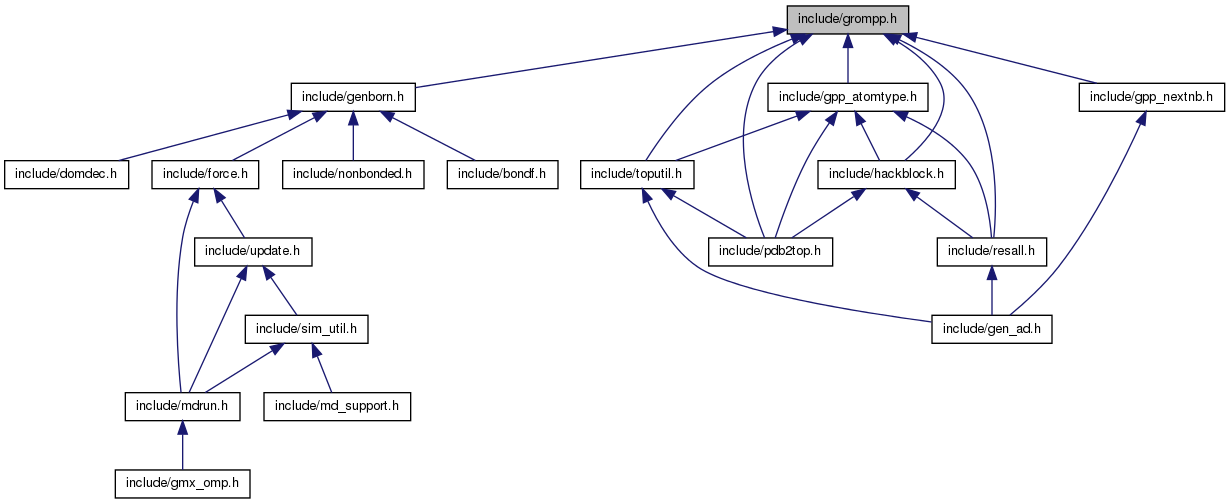 include/grompp.h
include/genborn.h
include/gpp_atomtype.h
include/gpp_nextnb.h
include/domdec.h
include/force.h
include/nonbonded.h
include/bondf.h
include/toputil.h
include/hackblock.h
include/update.h
include/pdb2top.h
include/resall.h
include/sim_util.h
include/gen_ad.h
include/mdrun.h
include/md_support.h
include/gmx_omp.h